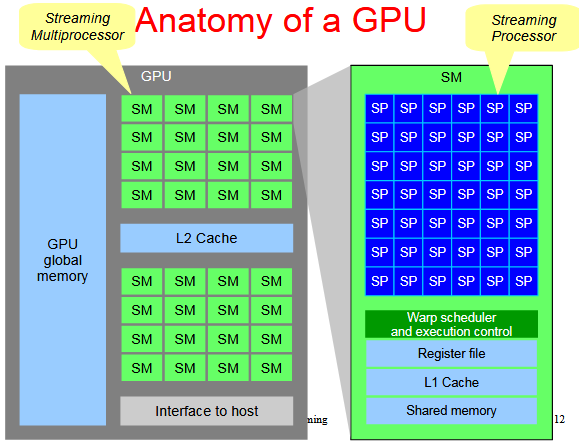 Anatomy of a GPU
Streaming
Multiprocessor
Streaming
Processor
GPU
SM SM SM SM
SM SM SM SM
SM SM SM SM
SM SM SM SM
GPU
global
memory
L2 Cache
SM SM SM SM
SM SM SM SM
SM SM SM SM
SM SM SM SM
Interface to host
SM
SP SP SP SP SP SP
SP SP SP SP SP SP
SP SP SP SP SP SP
SP SP SP SP SP SP
SP SP SP SP SP SP
SP SP SP SP SP SP
SP SP SP SP SP SP
Warp scheduler
and execution control
Register file
L1 Cache
Shared memory
ming
12